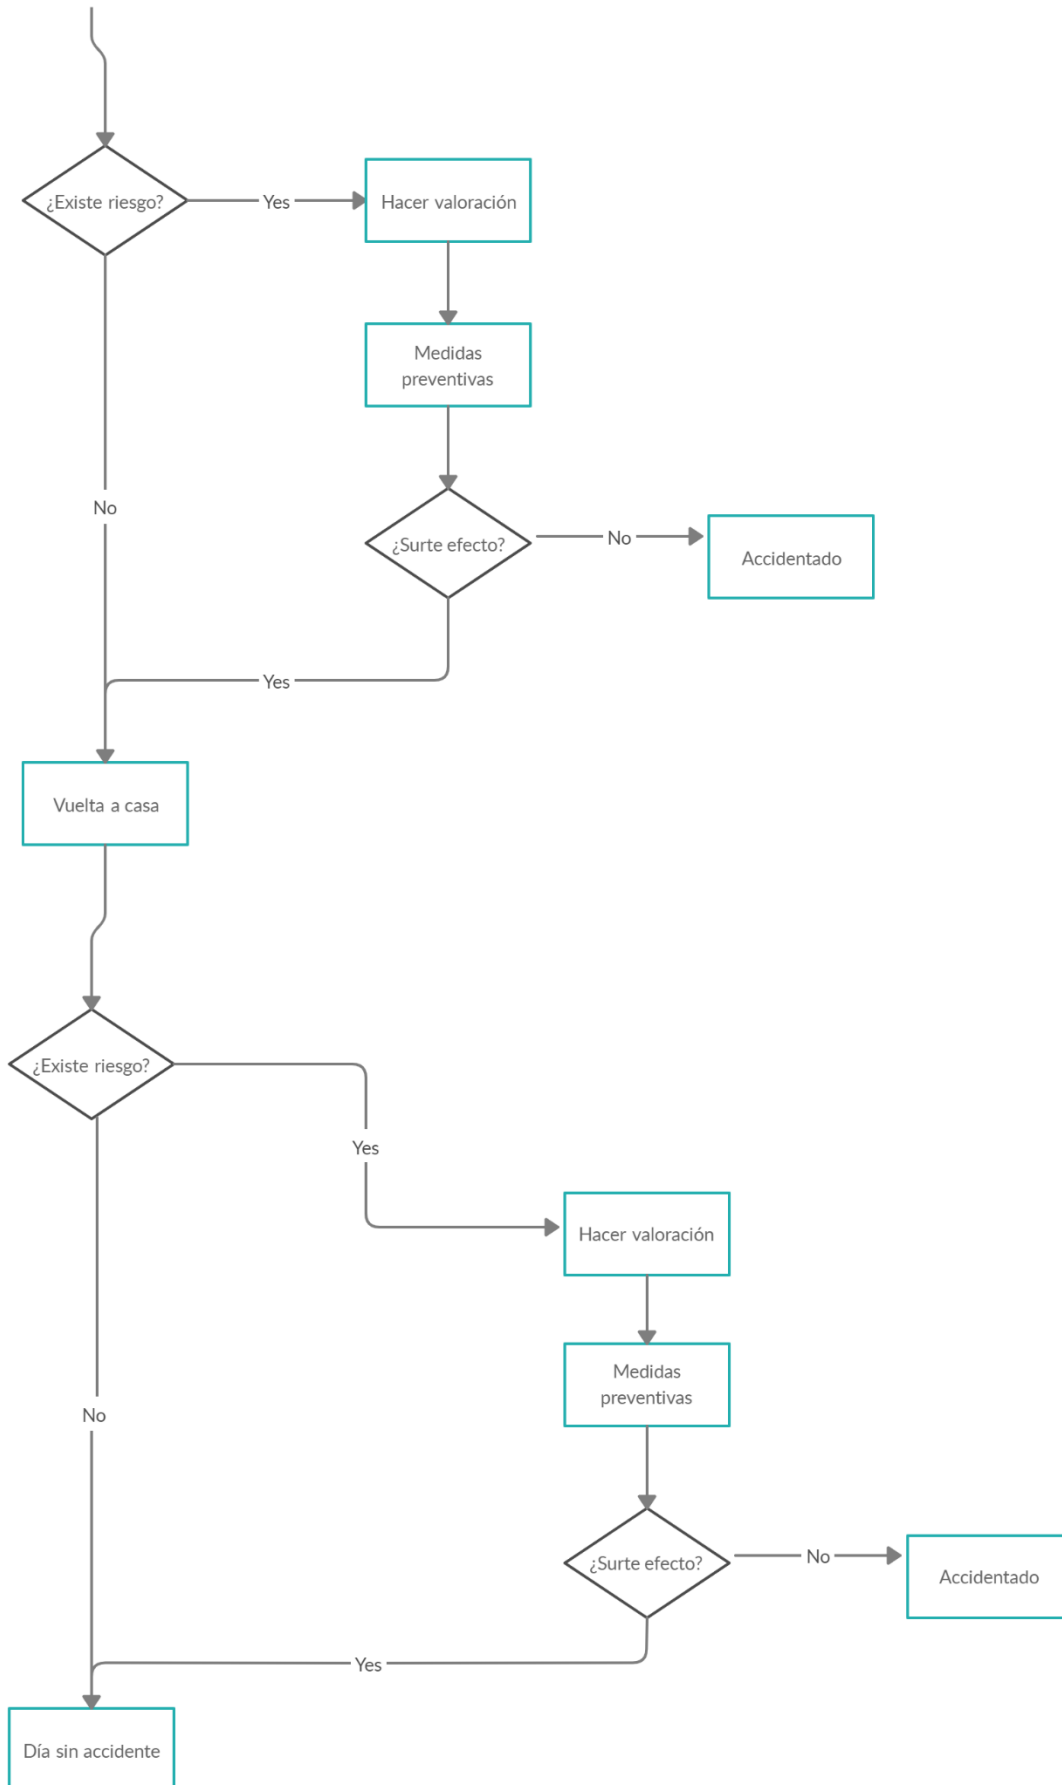 ¿Existe riesgo?
Yes
Hacer valoración
Medidas
preventivas
No
¿Surte efecto?
No
Accidentado
Yes
Vuelta a casa
¿Existe riesgo?
Yes
Hacer valoración
Medidas
preventivas
No
¿Surte efecto?
No
Accidentado
Yes
Día sin accidente